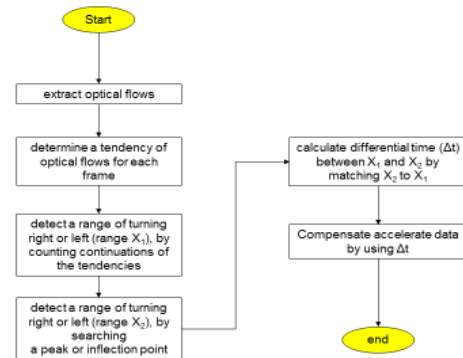 Start
extract optical flows
determine a tendency of
optical flows for each
frame
detect a range of turning
right or left (range X₁), by
counting continuations of
the tendencies
detect a range of turning
right or left (range X₂), by
searching
a peak or inflection point
calculate differential time (Δt)
between X₁ and X₂ by
matching X₂ to X₁
Compensate accelerate data
by using Δt
end